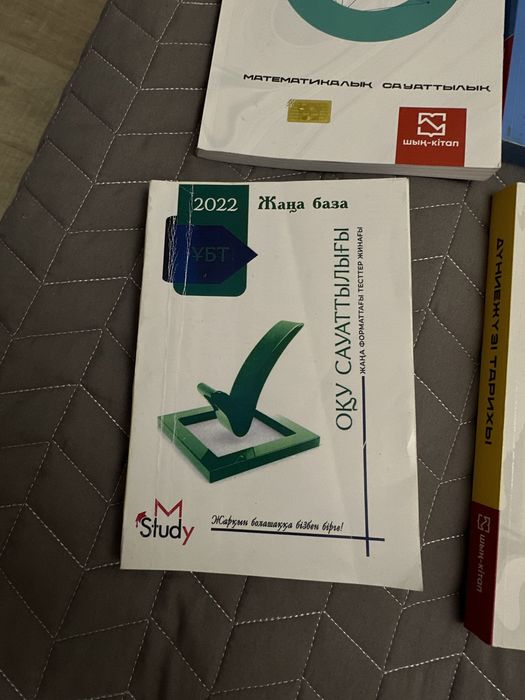 МАТЕМАТИКАЛЫҚ САУАТТЫЛЫҚ
шың-кітап
2022 Жаңа база
ҰБТ
ОҚУ САУАТТЫЛЫҒЫ
ЖАҢА ФОРМАТТАҒЫ ТЕСТТЕР ЖИНАҒЫ
M
Study
Жарқын болашаққа бізбен бірге!
ДҮНИЕЖҮЗІ ТАРИХЫ
шың-кітап